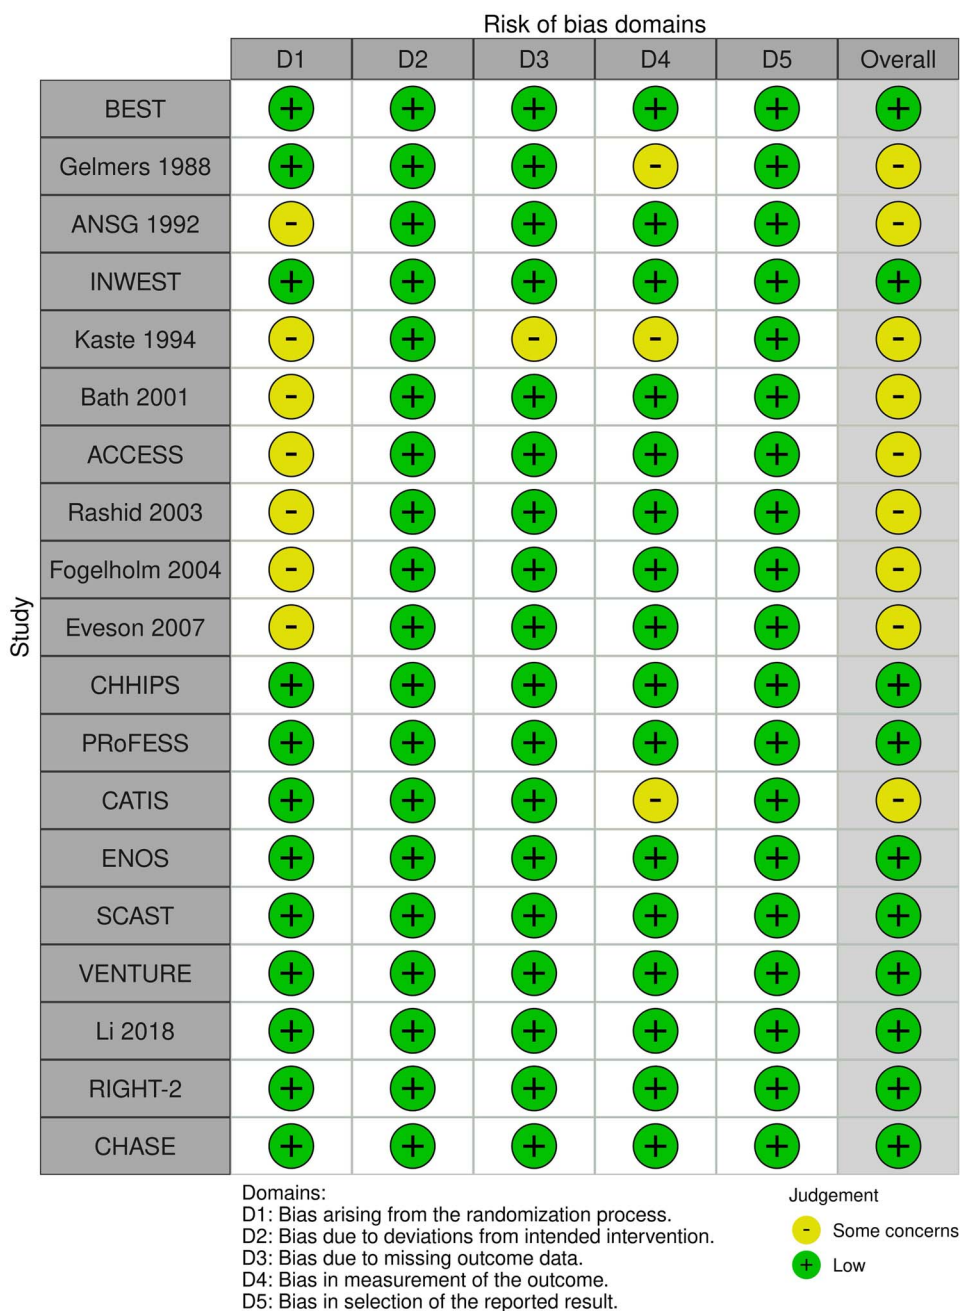 Risk of bias domains
D1 D2 D3 D4 D5 Overall
BEST + + + + + +
Gelmers 1988 + + + - + -
ANSG 1992 - + + + + -
INWEST + + + + + +
Kaste 1994 - + - - + -
Bath 2001 - + + + + -
ACCESS - + + + + -
Rashid 2003 - + + + + -
Fogelholm 2004 - + + + + -
Eveson 2007 - + + + + -
CHHIPS + + + + + +
PRoFESS + + + + + +
CATIS + + + - + -
ENOS + + + + + +
SCAST + + + + + +
VENTURE + + + + + +
Li 2018 + + + + + +
RIGHT-2 + + + + + +
CHASE + + + + + +
Study
Domains:
D1: Bias arising from the randomization process.
D2: Bias due to deviations from intended intervention.
D3: Bias due to missing outcome data.
D4: Bias in measurement of the outcome.
D5: Bias in selection of the reported result.
Judgement
- Some concerns
+ Low